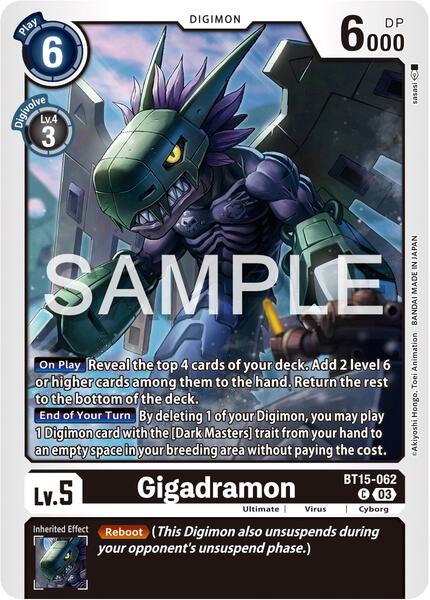 Play
6
DIGIMON
DP
6000
Digivolve
Lv.4
3
sasasi
SAMPLE
©Akiyoshi Hongo, Toei Animation BANDAI MADE IN JAPAN
On Play Reveal the top 4 cards of your deck. Add 2 level 6
or higher cards among them to the hand. Return the rest
to the bottom of the deck.
End of Your Turn By deleting 1 of your Digimon, you may play
1 Digimon card with the [Dark Masters] trait from your hand to
an empty space in your breeding area without paying the cost.
Lv.5
Gigadramon
BT15-062
C 03
Ultimate | Virus | Cyborg
Inherited Effect
Reboot (This Digimon also unsuspends during
your opponent's unsuspend phase.)